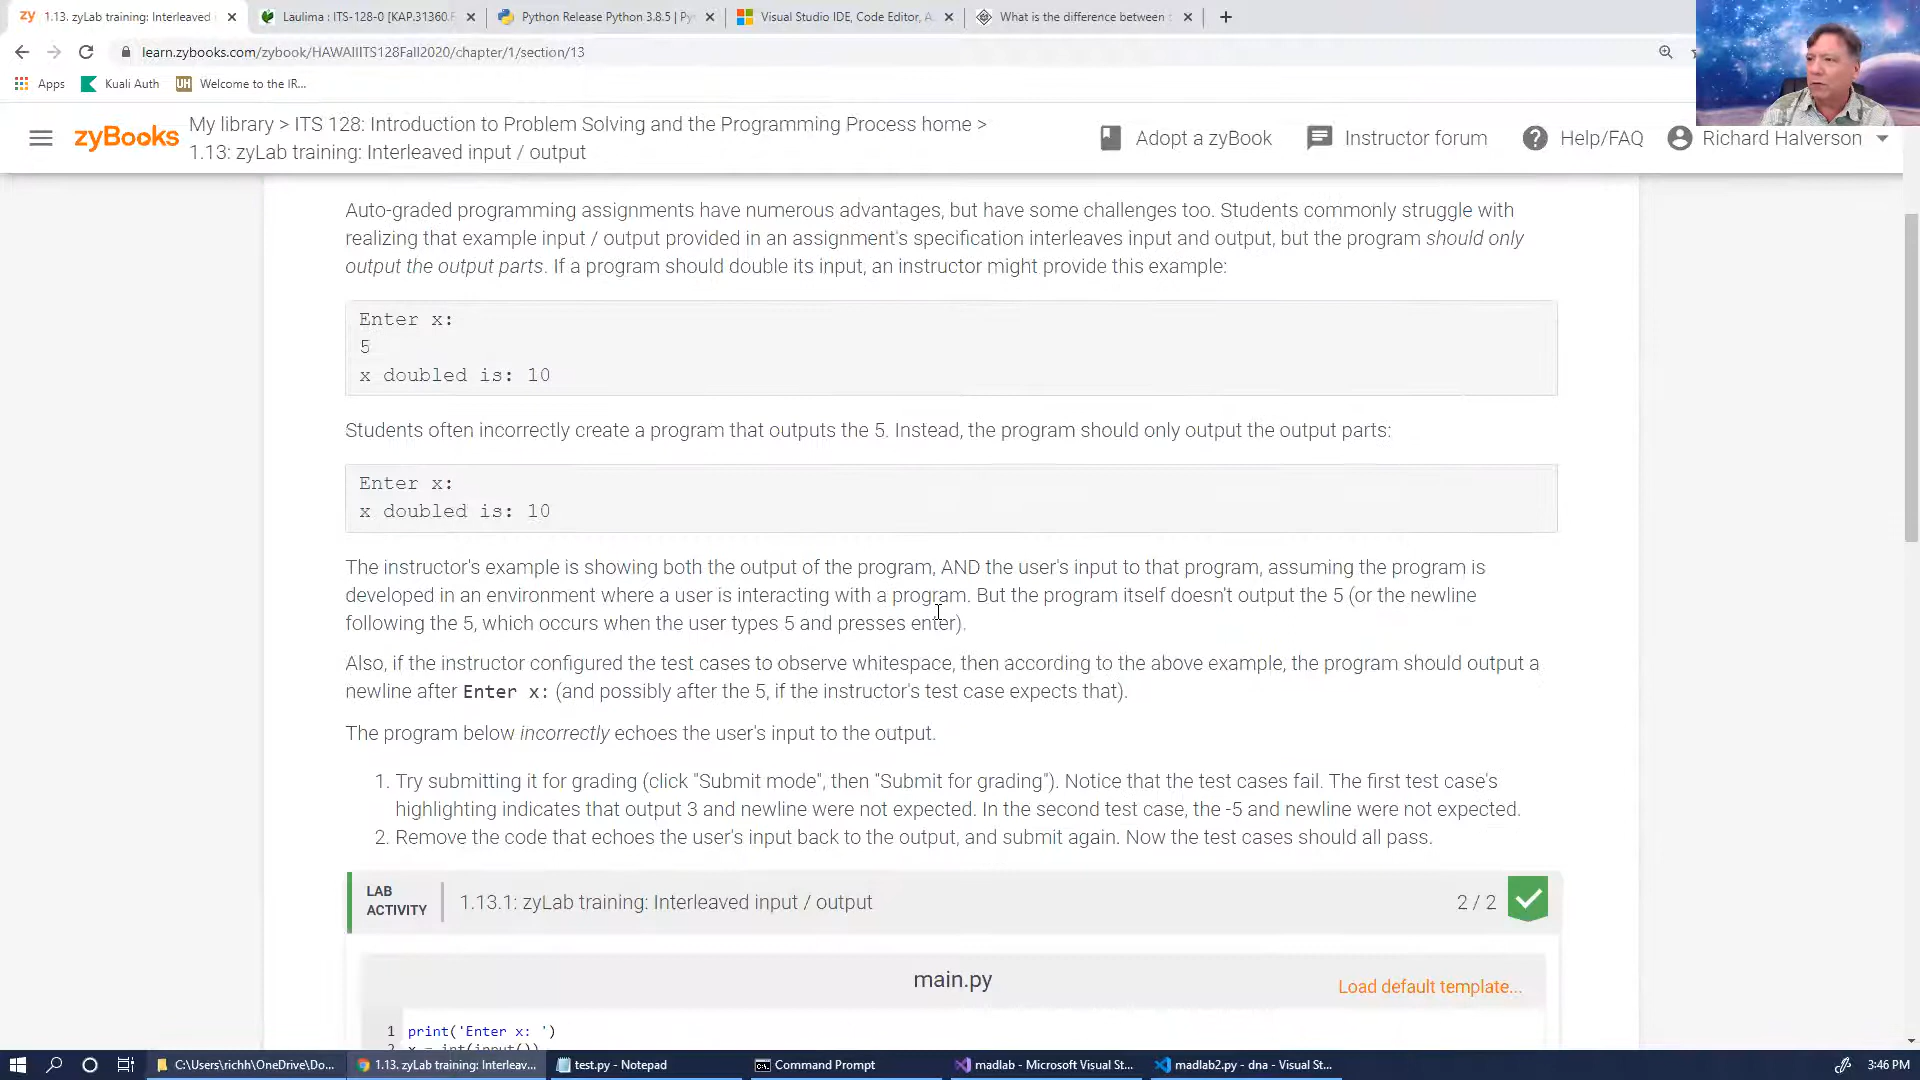 1.13. zyLab training: Interleaved
Laulima : ITS-128-0 [KAP.31360.F
Python Release Python 3.8.5 | Py
Visual Studio IDE, Code Editor, A
What is the difference between
learn.zybooks.com/zybook/HAWAIIITS128Fall2020/chapter/1/section/13
Apps
Kuali Auth
UH Welcome to the IR...
zyBooks
My library > ITS 128: Introduction to Problem Solving and the Programming Process home >
1.13: zyLab training: Interleaved input / output
Adopt a zyBook
Instructor forum
Help/FAQ
Richard Halverson
Auto-graded programming assignments have numerous advantages, but have some challenges too. Students commonly struggle with
realizing that example input / output provided in an assignment's specification interleaves input and output, but the program should only
output the output parts. If a program should double its input, an instructor might provide this example:
Enter x:
5
x doubled is: 10
Students often incorrectly create a program that outputs the 5. Instead, the program should only output the output parts:
Enter x:
x doubled is: 10
The instructor's example is showing both the output of the program, AND the user's input to that program, assuming the program is
developed in an environment where a user is interacting with a program. But the program itself doesn't output the 5 (or the newline
following the 5, which occurs when the user types 5 and presses enter).
Also, if the instructor configured the test cases to observe whitespace, then according to the above example, the program should output a
newline after Enter x: (and possibly after the 5, if the instructor's test case expects that).
The program below incorrectly echoes the user's input to the output.
1. Try submitting it for grading (click "Submit mode", then "Submit for grading"). Notice that the test cases fail. The first test case's
highlighting indicates that output 3 and newline were not expected. In the second test case, the -5 and newline were not expected.
2. Remove the code that echoes the user's input back to the output, and submit again. Now the test cases should all pass.
LAB
ACTIVITY
1.13.1: zyLab training: Interleaved input / output
2 / 2
main.py
Load default template...
1 print('Enter x: ')
2 x = int(input())
C:\Users\richh\OneDrive\Do...
1.13. zyLab training: Interleav...
test.py - Notepad
Command Prompt
madlab - Microsoft Visual St...
madlab2.py - dna - Visual St...
3:46 PM